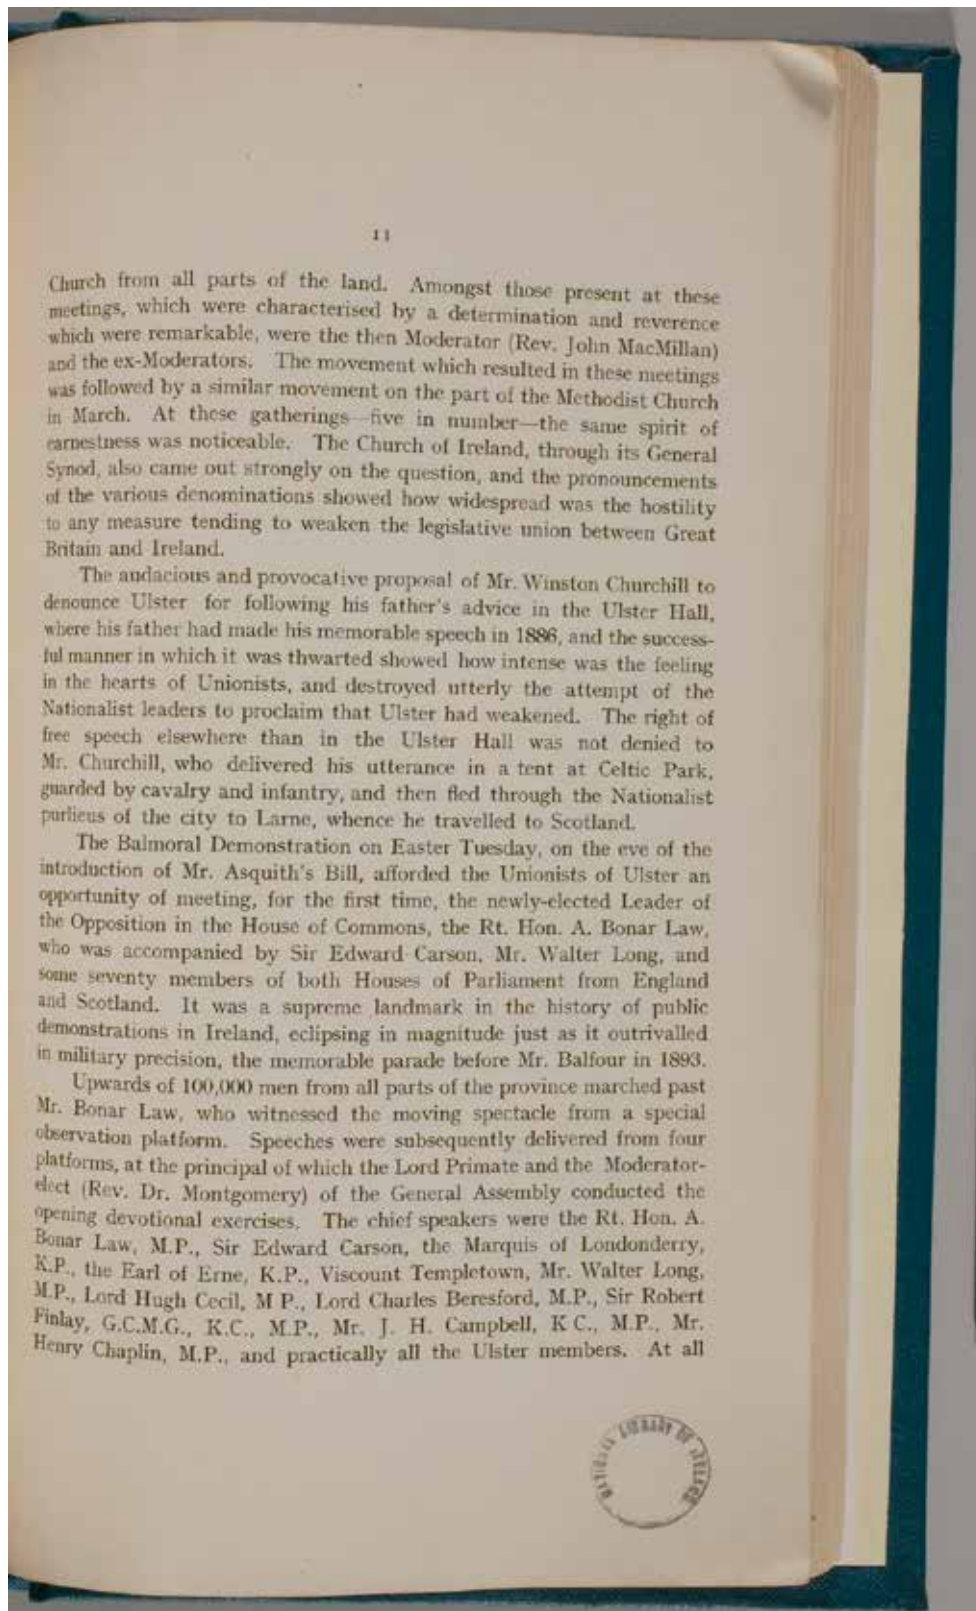 11
Church from all parts of the land. Amongst those present at these
meetings, which were characterised by a determination and reverence
which were remarkable, were the then Moderator (Rev. John MacMillan)
and the ex-Moderators. The movement which resulted in these meetings
was followed by a similar movement on the part of the Methodist Church
in March. At these gatherings—five in number—the same spirit of
earnestness was noticeable. The Church of Ireland, through its General
Synod, also came out strongly on the question, and the pronouncements
of the various denominations showed how widespread was the hostility
to any measure tending to weaken the legislative union between Great
Britain and Ireland.
The audacious and provocative proposal of Mr. Winston Churchill to
denounce Ulster for following his father's advice in the Ulster Hall,
where his father had made his memorable speech in 1886, and the success-
ful manner in which it was thwarted showed how intense was the feeling
in the hearts of Unionists, and destroyed utterly the attempt of the
Nationalist leaders to proclaim that Ulster had weakened. The right of
free speech elsewhere than in the Ulster Hall was not denied to
Mr. Churchill, who delivered his utterance in a tent at Celtic Park,
guarded by cavalry and infantry, and then fled through the Nationalist
purlieus of the city to Larne, whence he travelled to Scotland.
The Balmoral Demonstration on Easter Tuesday, on the eve of the
introduction of Mr. Asquith's Bill, afforded the Unionists of Ulster an
opportunity of meeting, for the first time, the newly-elected Leader of
the Opposition in the House of Commons, the Rt. Hon. A. Bonar Law,
who was accompanied by Sir Edward Carson, Mr. Walter Long, and
some seventy members of both Houses of Parliament from England
and Scotland. It was a supreme landmark in the history of public
demonstrations in Ireland, eclipsing in magnitude just as it outrivalled
in military precision, the memorable parade before Mr. Balfour in 1893.
Upwards of 100,000 men from all parts of the province marched past
Mr. Bonar Law, who witnessed the moving spectacle from a special
observation platform. Speeches were subsequently delivered from four
platforms, at the principal of which the Lord Primate and the Moderator-
elect (Rev. Dr. Montgomery) of the General Assembly conducted the
opening devotional exercises. The chief speakers were the Rt. Hon. A.
Bonar Law, M.P., Sir Edward Carson, the Marquis of Londonderry,
K.P., the Earl of Erne, K.P., Viscount Templetown, Mr. Walter Long,
M.P., Lord Hugh Cecil, M P., Lord Charles Beresford, M.P., Sir Robert
Finlay, G.C.M.G., K.C., M.P., Mr. J. H. Campbell, K C., M.P., Mr.
Henry Chaplin, M.P., and practically all the Ulster members. At all
NATIONAL LIBRARY OF IRELAND